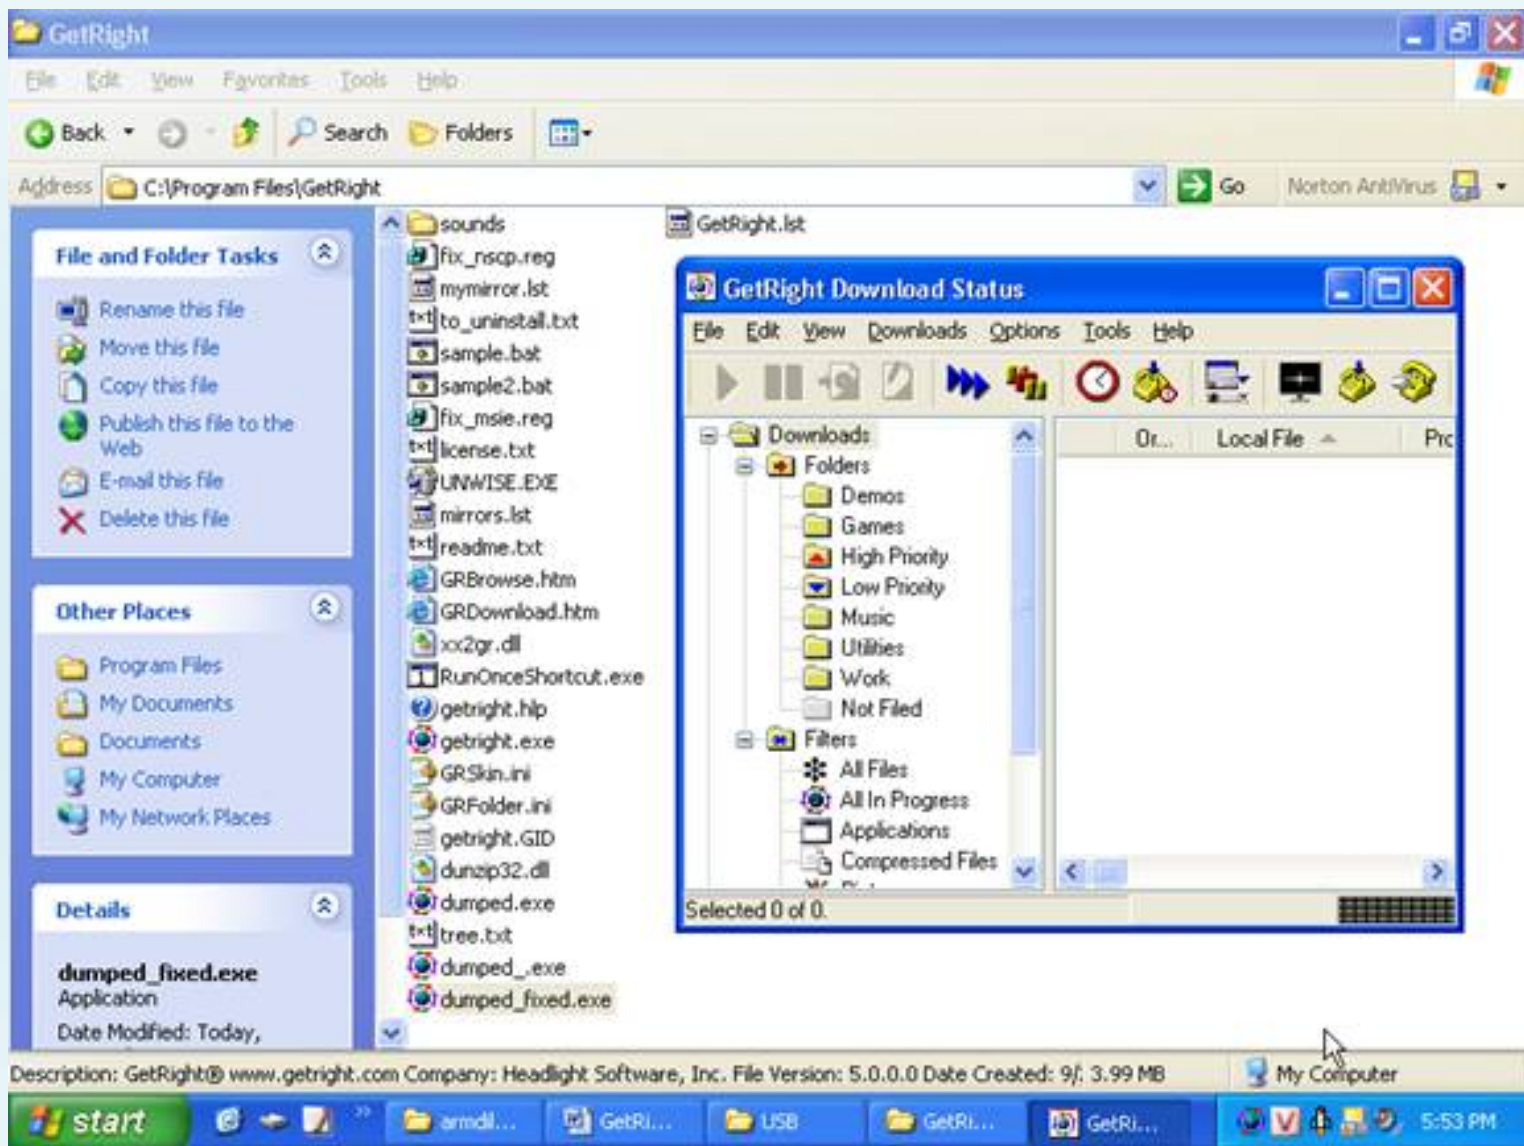 GetRight
File Edit View Favorites Tools Help
Back Search Folders
Address C:\Program Files\GetRight Go Norton AntiVirus
File and Folder Tasks
Rename this file
Move this file
Copy this file
Publish this file to the
Web
E-mail this file
Delete this file
Other Places
Program Files
My Documents
Documents
My Computer
My Network Places
Details
dumped_fixed.exe
Application
Date Modified: Today,
sounds
fix_nscp.reg
mymirror.lst
to_uninstall.txt
sample.bat
sample2.bat
fix_msie.reg
license.txt
UNWISE.EXE
mirrors.lst
readme.txt
GRBrowse.htm
GRDownload.htm
xx2gr.dll
RunOnceShortcut.exe
getright.hlp
getright.exe
GRSkin.ini
GRFolder.ini
getright.GID
dunzip32.dll
dumped.exe
tree.txt
dumped_.exe
dumped_fixed.exe
GetRight.lst
GetRight Download Status
File Edit View Downloads Options Tools Help
Downloads
Folders
Demos
Games
High Priority
Low Priority
Music
Utilities
Work
Not Filed
Filters
All Files
All In Progress
Applications
Compressed Files
Or... Local File Prc
Selected 0 of 0.
Description: GetRight® www.getright.com Company: Headlight Software, Inc. File Version: 5.0.0.0 Date Created: 9/. 3.99 MB My Computer
start armdil... GetRi... USB GetRi... GetRi... 5:53 PM